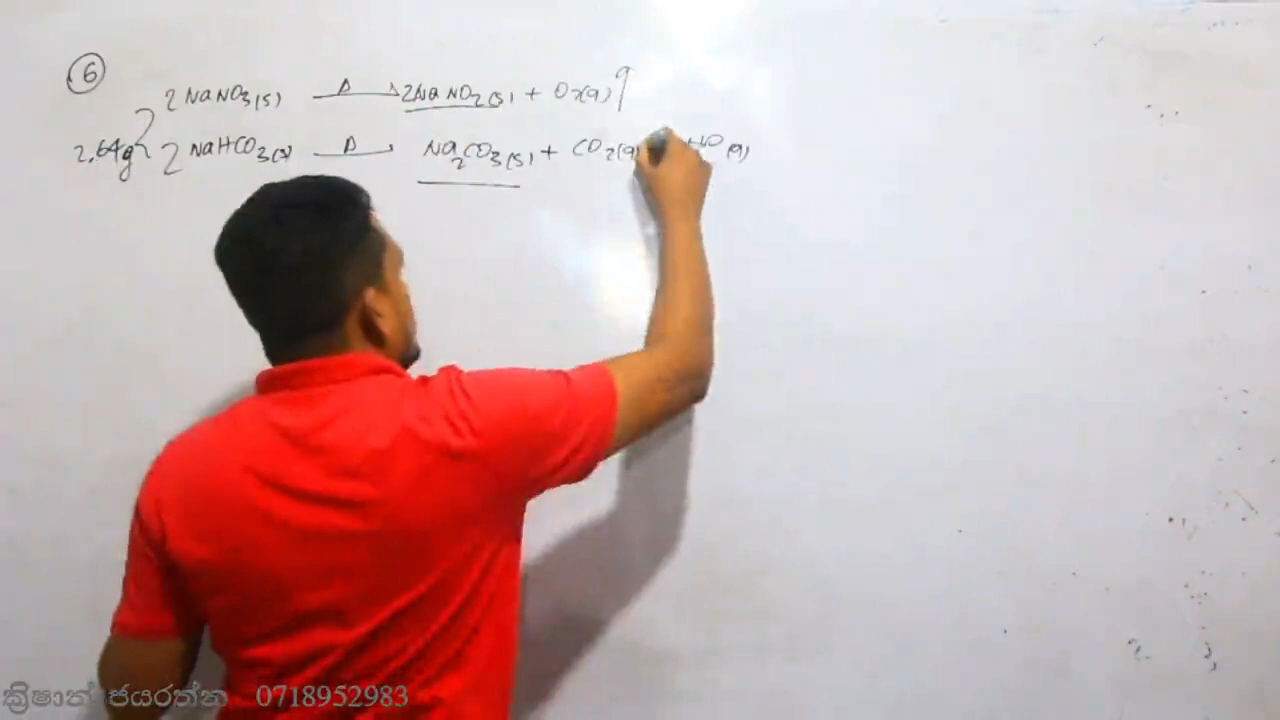 6
2NaNO3(s) Δ 2NaNO2(s) + O2(g) ↑
2.64g 2NaHCO3(s) Δ Na2CO3(s) + CO2(g) H2O(g)
ක්‍රිෂාන් ජයරත්න 0718952983